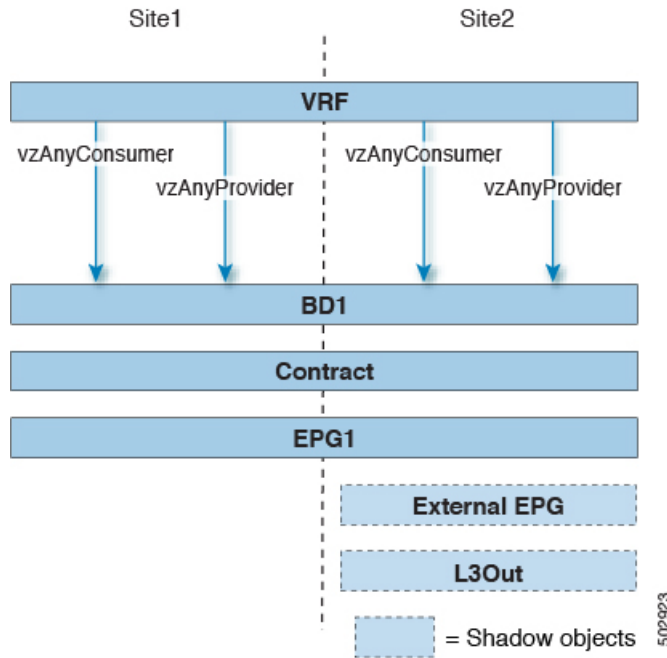 Site1
Site2
VRF
vzAnyConsumer
vzAnyProvider
vzAnyConsumer
vzAnyProvider
BD1
Contract
EPG1
External EPG
L3Out
= Shadow objects
502923